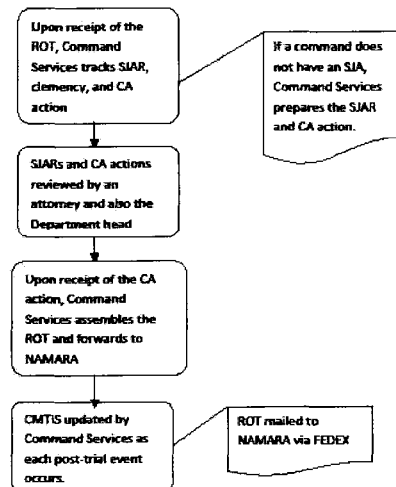 Upon receipt of the
ROT, Command
Services tracks SJAR,
clemency, and CA
action
If a command does
not have an SJA,
Command Services
prepares the SJAR
and CA action.
SJARs and CA actions
reviewed by an
attorney and also the
Department head
Upon receipt of the CA
action, Command
Services assembles the
ROT and forwards to
NAMARA
CMTIS updated by
Command Services as
each post-trial event
occurs.
ROT mailed to
NAMARA via FEDEX